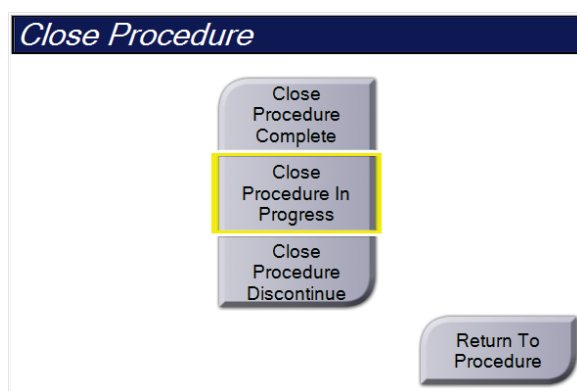 Close Procedure
Close
Procedure
Complete
Close
Procedure In
Progress
Close
Procedure
Discontinue
Return To
Procedure